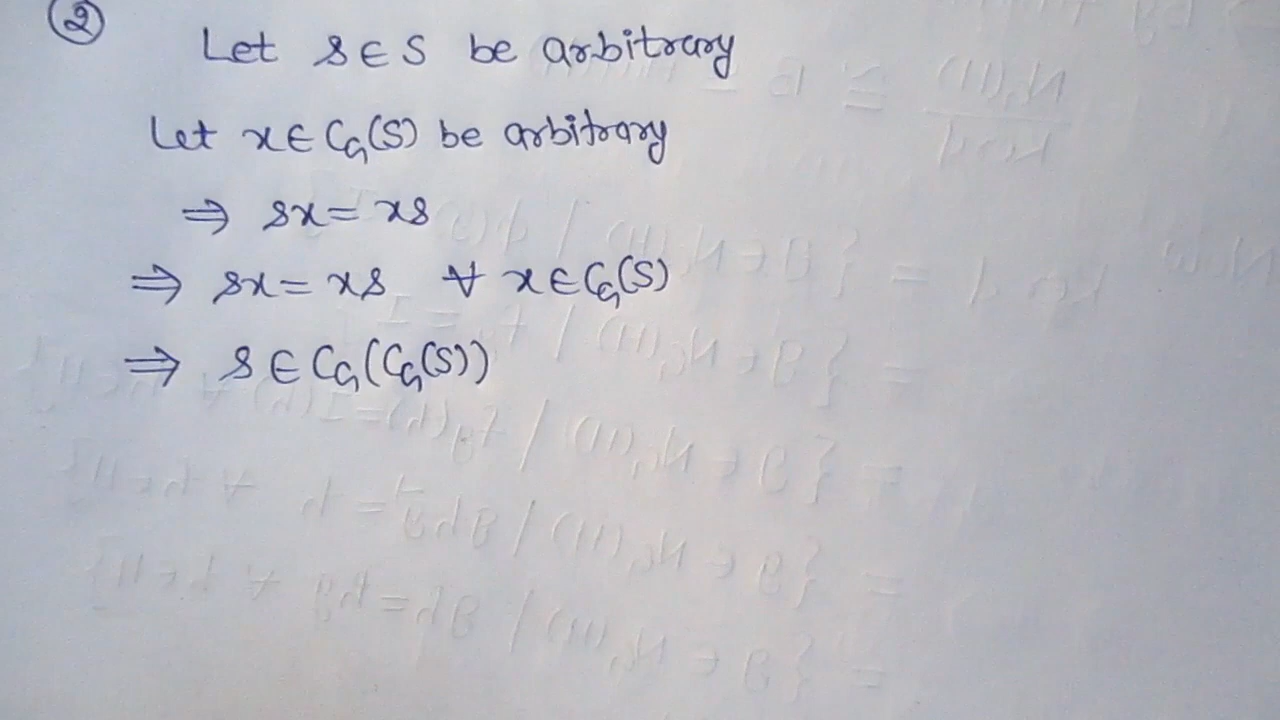 ②
Let s ∈ S be arbitrary
Let x ∈ C_G(S) be arbitrary
⇒ sx = xs
⇒ sx = xs ∀ x ∈ C_G(S)
⇒ s ∈ C_G(C_G(S))